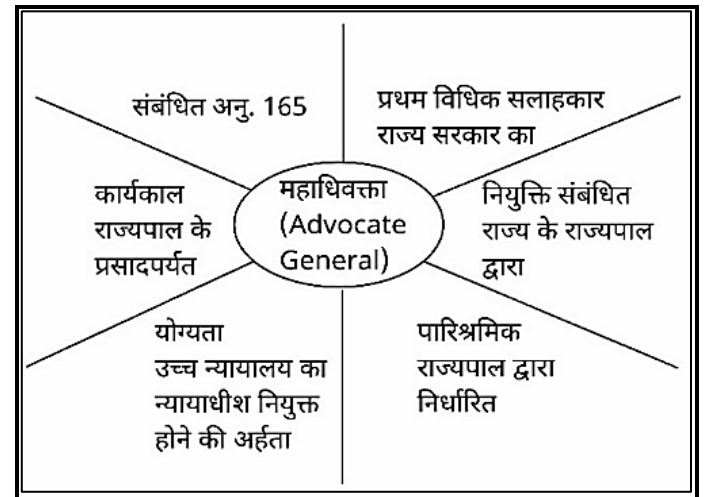 संबंधित अनु. 165
प्रथम विधिक सलाहकार
राज्य सरकार का
कार्यकाल
राज्यपाल के
प्रसादपर्यत
महाधिवक्ता
(Advocate
General)
नियुक्ति संबंधित
राज्य के राज्यपाल
द्वारा
योग्यता
उच्च न्यायालय का
न्यायाधीश नियुक्त
होने की अर्हता
पारिश्रमिक
राज्यपाल द्वारा
निर्धारित